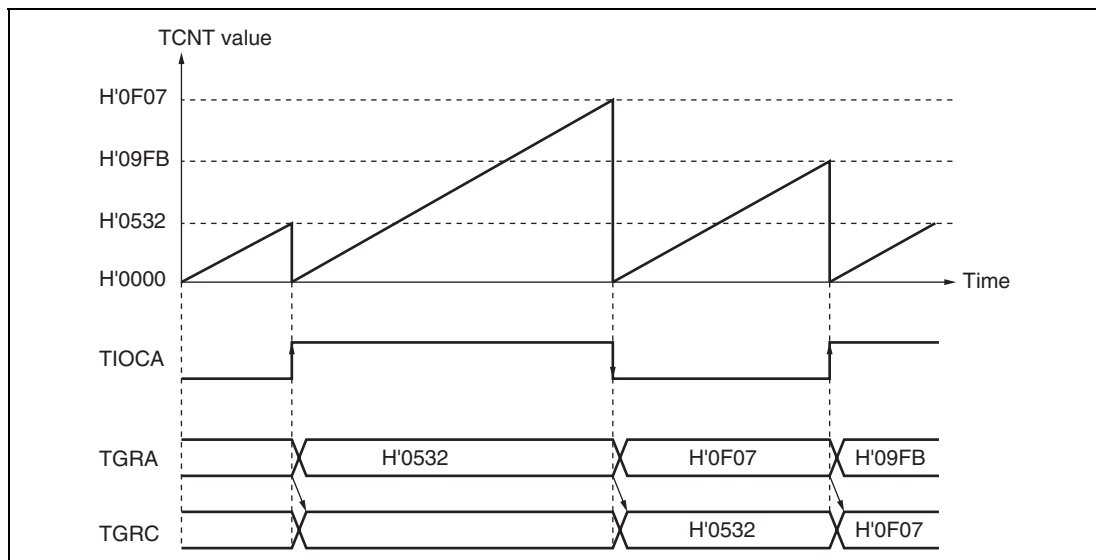 TCNT value
H'0F07
H'09FB
H'0532
H'0000
Time
TIOCA
TGRA
H'0532
H'0F07
H'09FB
TGRC
H'0532
H'0F07